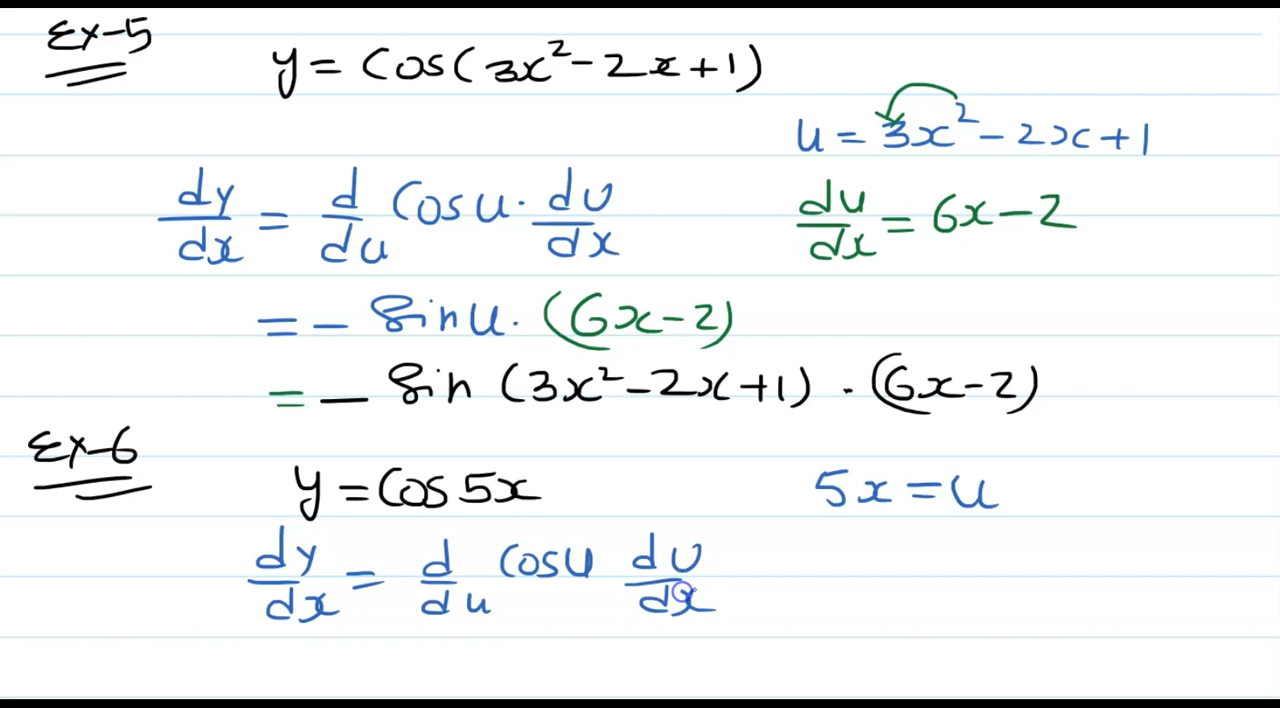 Ex-5
y = Cos(3x² - 2x + 1)
u = 3x² - 2x + 1
dy/dx = d/du Cos u · du/dx
du/dx = 6x - 2
= - Sin u · (6x - 2)
= - Sin (3x² - 2x + 1) · (6x - 2)
Ex-6
y = Cos 5x
5x = u
dy/dx = d/du Cos u du/dx